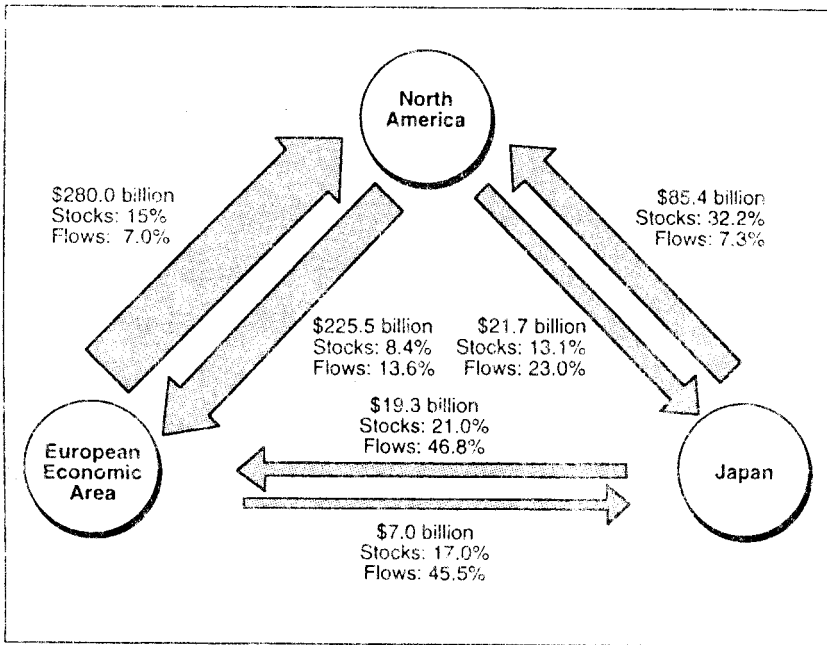 North
America
$280.0 billion
Stocks: 15%
Flows: 7.0%
$85.4 billion
Stocks: 32.2%
Flows: 7.3%
$225.5 billion
Stocks: 8.4%
Flows: 13.6%
$21.7 billion
Stocks: 13.1%
Flows: 23.0%
$19.3 billion
Stocks: 21.0%
Flows: 46.8%
European
Economic
Area
Japan
$7.0 billion
Stocks: 17.0%
Flows: 45.5%